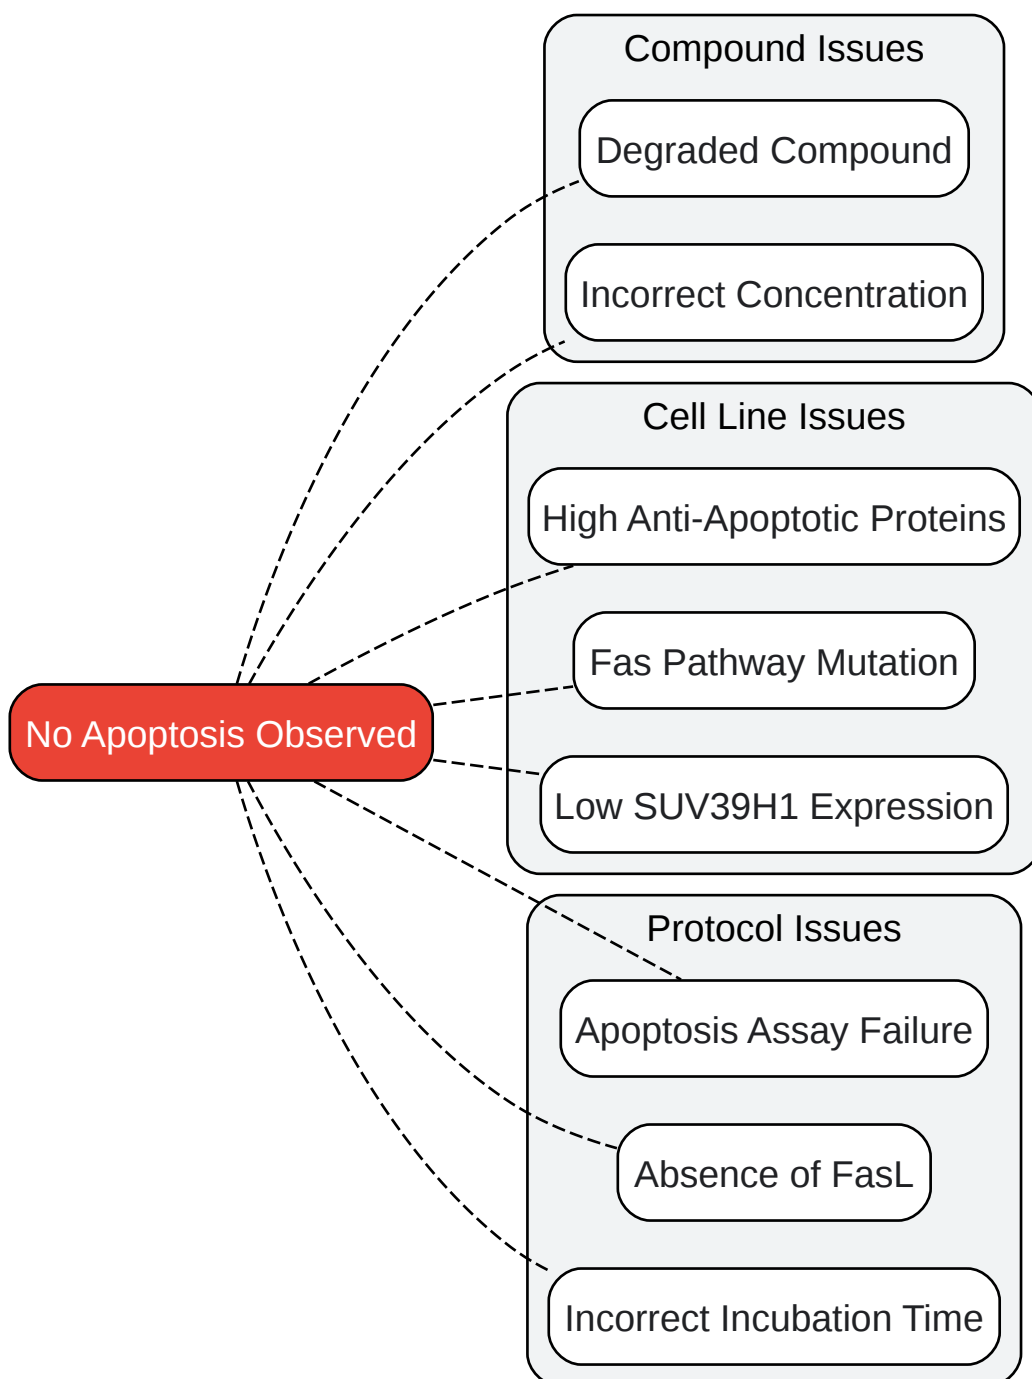 Compound Issues
Degraded Compound
Incorrect Concentration
Cell Line Issues
High Anti-Apoptotic Proteins
Fas Pathway Mutation
No Apoptosis Observed
Low SUV39H1 Expression
Protocol Issues
Apoptosis Assay Failure
Absence of FasL
Incorrect Incubation Time